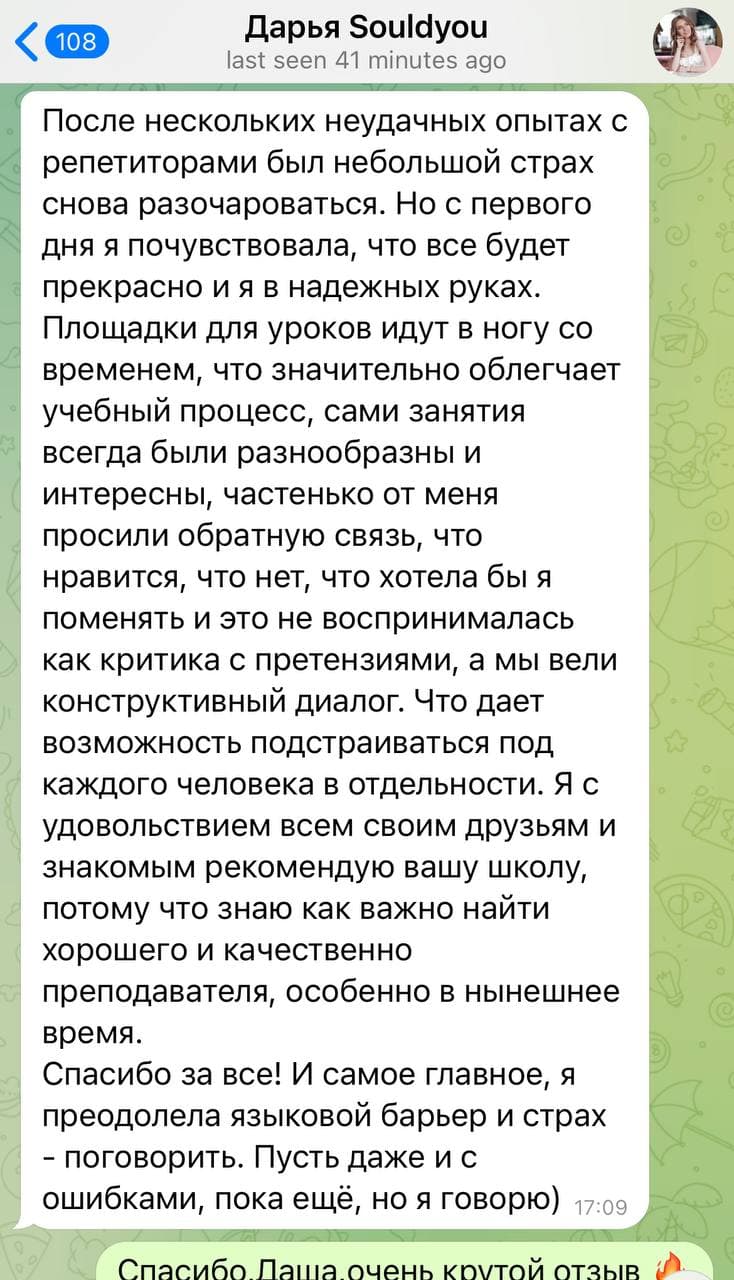 108
Дарья Souldyou
last seen 41 minutes ago
После нескольких неудачных опытах с
репетиторами был небольшой страх
снова разочароваться. Но с первого
дня я почувствовала, что все будет
прекрасно и я в надежных руках.
Площадки для уроков идут в ногу со
временем, что значительно облегчает
учебный процесс, сами занятия
всегда были разнообразны и
интересны, частенько от меня
просили обратную связь, что
нравится, что нет, что хотела бы я
поменять и это не воспринималась
как критика с претензиями, а мы вели
конструктивный диалог. Что дает
возможность подстраиваться под
каждого человека в отдельности. Я с
удовольствием всем своим друзьям и
знакомым рекомендую вашу школу,
потому что знаю как важно найти
хорошего и качественно
преподавателя, особенно в нынешнее
время.
Спасибо за все! И самое главное, я
преодолела языковой барьер и страх
- поговорить. Пусть даже и с
ошибками, пока ещё, но я говорю)
17:09
Спасибо,Даша,очень крутой отзыв 🔥